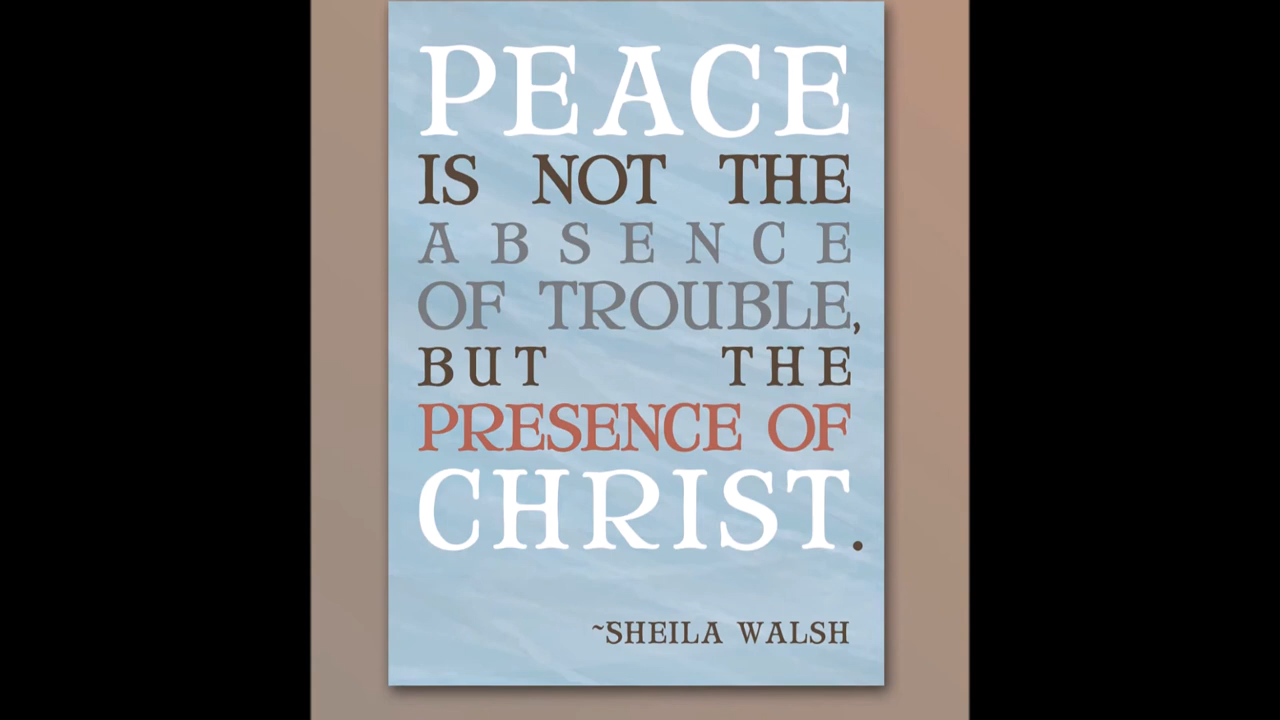 PEACE
IS NOT THE
ABSENCE
OF TROUBLE,
BUT THE
PRESENCE OF
CHRIST.
~SHEILA WALSH